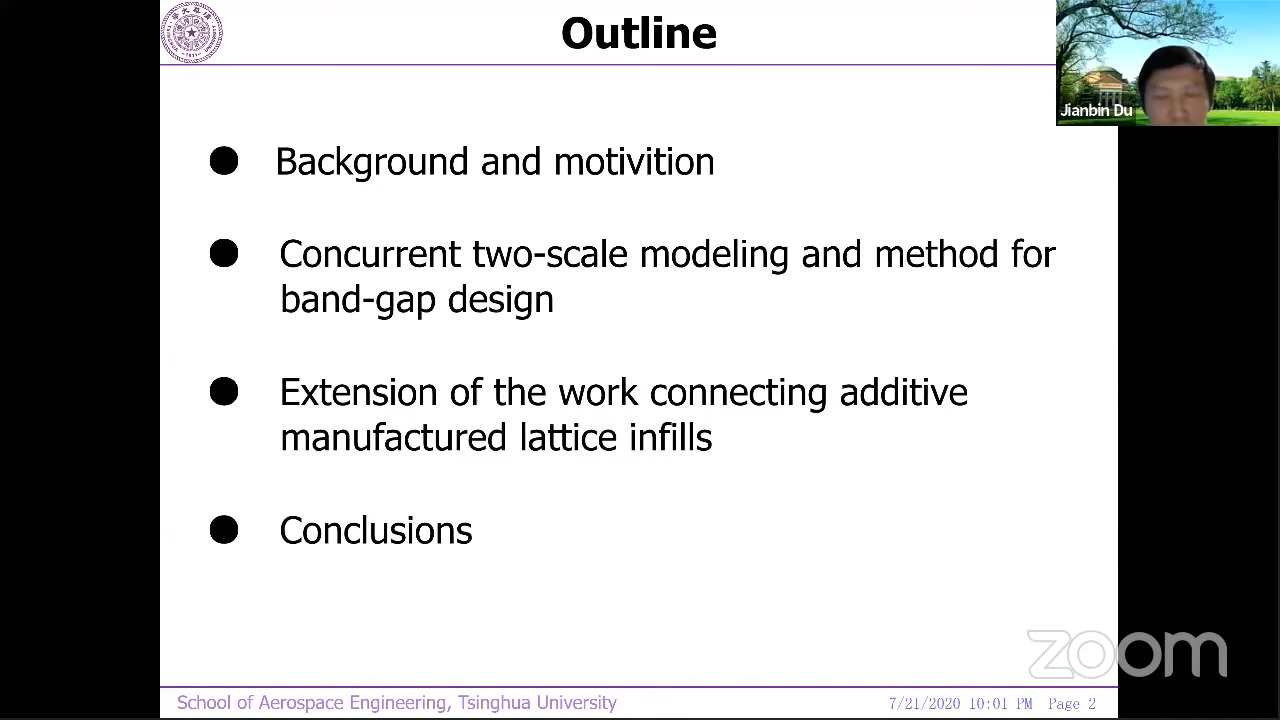 Outline
Jianbin Du
Background and motivition
Concurrent two-scale modeling and method for
band-gap design
Extension of the work connecting additive
manufactured lattice infills
Conclusions
zoom
School of Aerospace Engineering, Tsinghua University
7/21/2020 10:01 PM Page 2